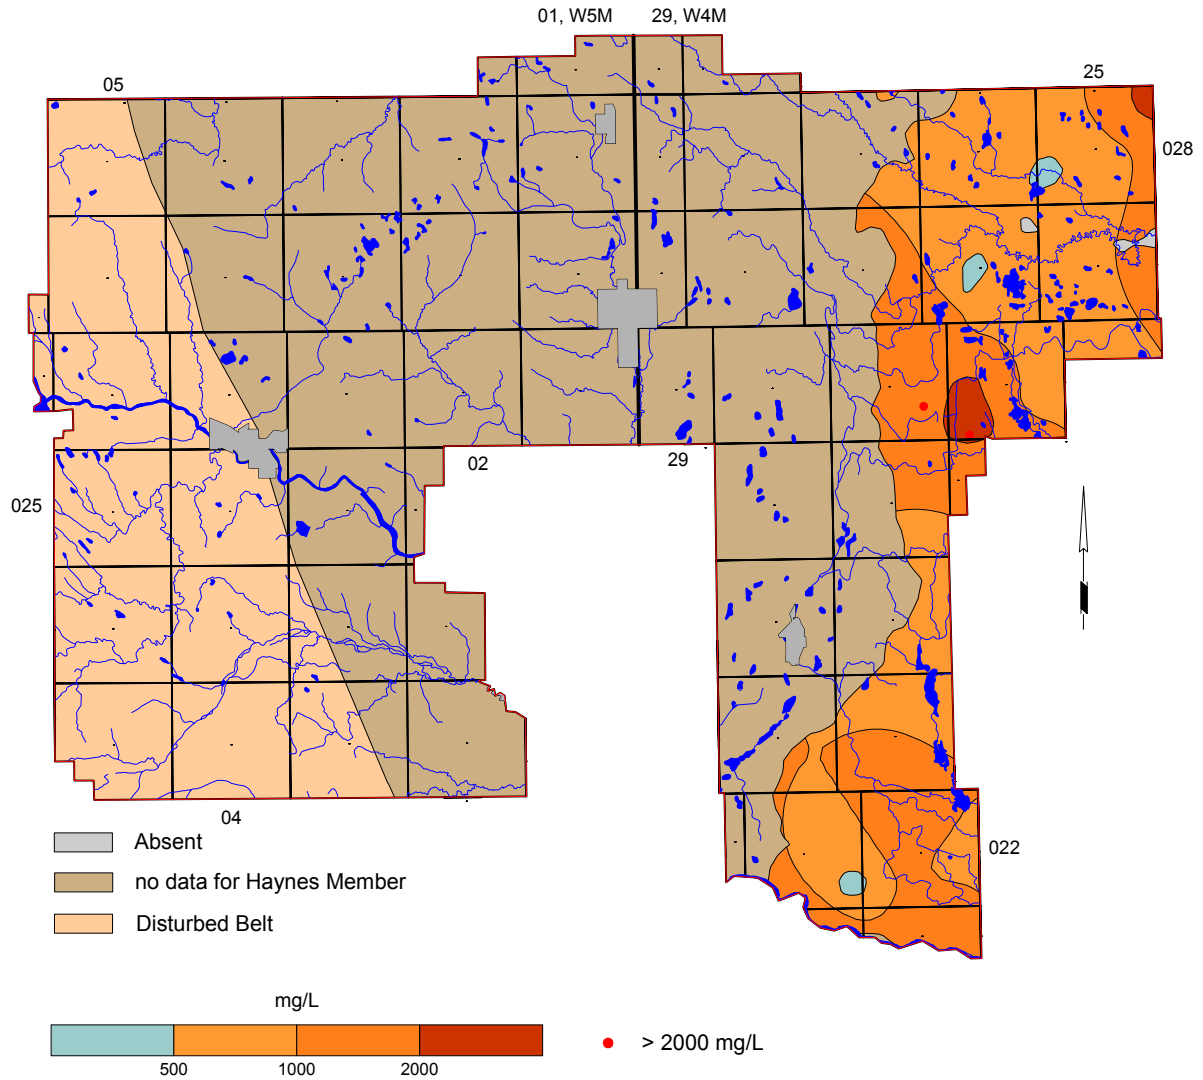 01, W5M 29, W4M
05
25
028
02
29
025
04
022
Absent
no data for Haynes Member
Disturbed Belt
mg/L
500 1000 2000
> 2000 mg/L